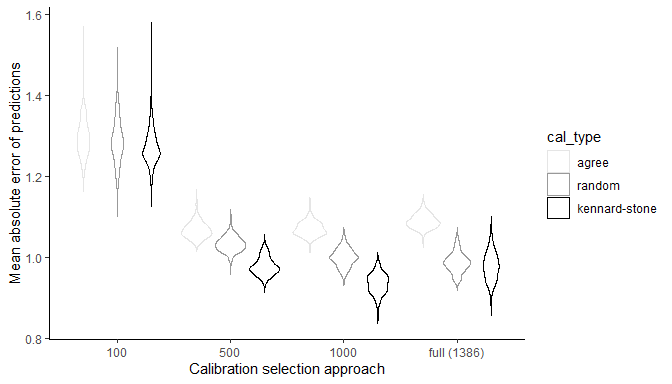 1.6
1.4
1.2
1.0
0.8
Mean absolute error of predictions
100 500 1000 full (1386)
Calibration selection approach
cal_type
agree
random
kennard-stone